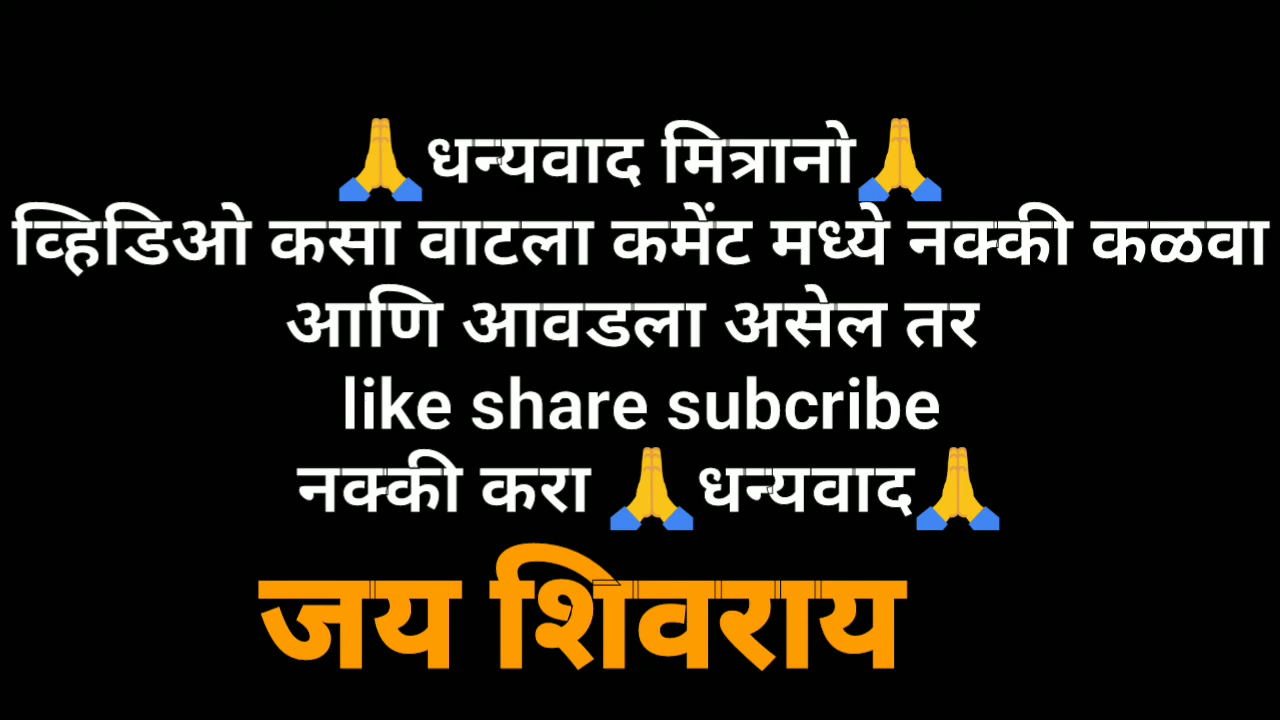 🙏धन्यवाद मित्रानो🙏
व्हिडिओ कसा वाटला कमेंट मध्ये नक्की कळवा
आणि आवडला असेल तर
like share subcribe
नक्की करा 🙏धन्यवाद🙏
जय शिवराय